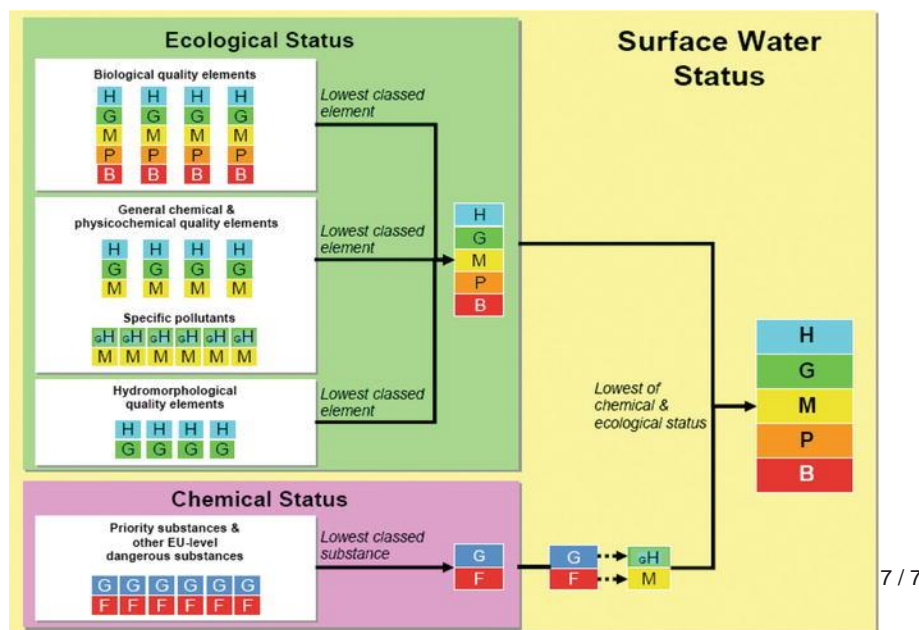 Ecological Status
Surface Water
Status
Biological quality elements
H H H H
G G G G
M M M M
P P P P
B B B B
Lowest classed
element
General chemical &
physicochemical quality elements
H H H H
G G G G
M M M M
Lowest classed
element
Specific pollutants
GH GH GH GH GH GH
M M M M M M
Hydromorphological
quality elements
H H H H
G G G G
Lowest classed
element
H
G
M
P
B
Lowest of
chemical &
ecological status
H
G
M
P
B
Chemical Status
Priority substances &
other EU-level
dangerous substances
G G G G G G
F F F F F F
Lowest classed
substance
G
F
G
F
GH
M
7 / 7